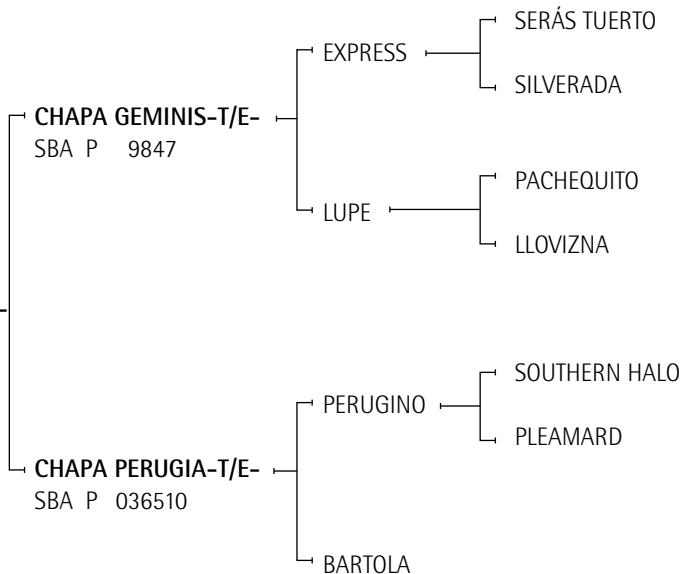 SERÁS TUERTO
EXPRESS
SILVERADA
CHAPA GEMINIS-T/E-
SBA P 9847
PACHEQUITO
LUPE
LLOVIZNA
SOUTHERN HALO
PERUGINO
PLEAMARD
CHAPA PERUGIA-T/E-
SBA P 036510
BARTOLA